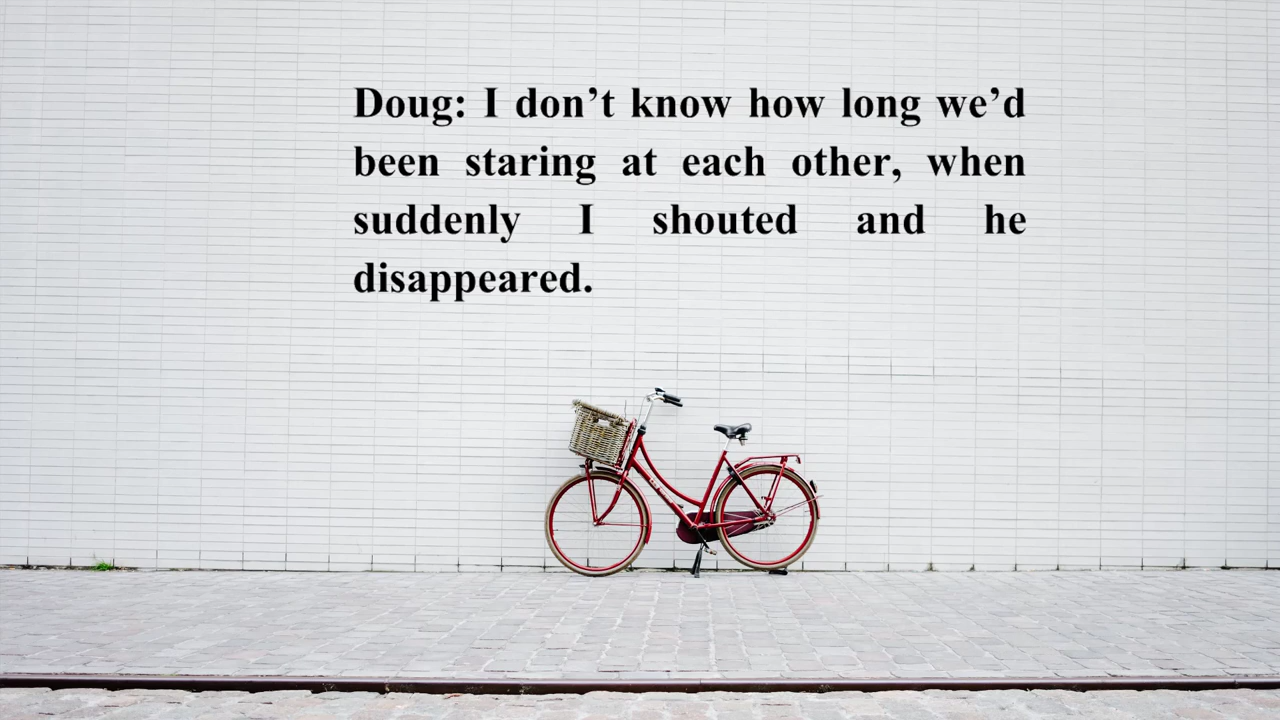 Doug: I don’t know how long we’d
been staring at each other, when
suddenly I shouted and he
disappeared.